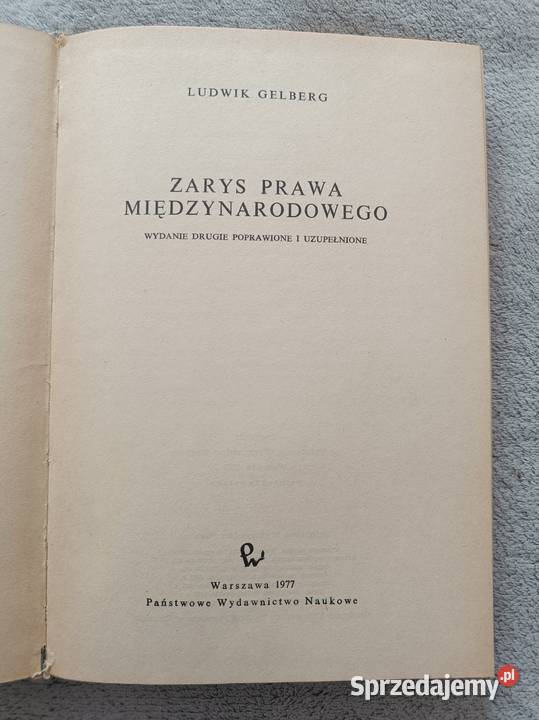 LUDWIK GELBERG
ZARYS PRAWA
MIĘDZYNARODOWEGO
WYDANIE DRUGIE POPRAWIONE I UZUPEŁNIONE
Warszawa 1977
Państwowe Wydawnictwo Naukowe
Sprzedajemy.pl